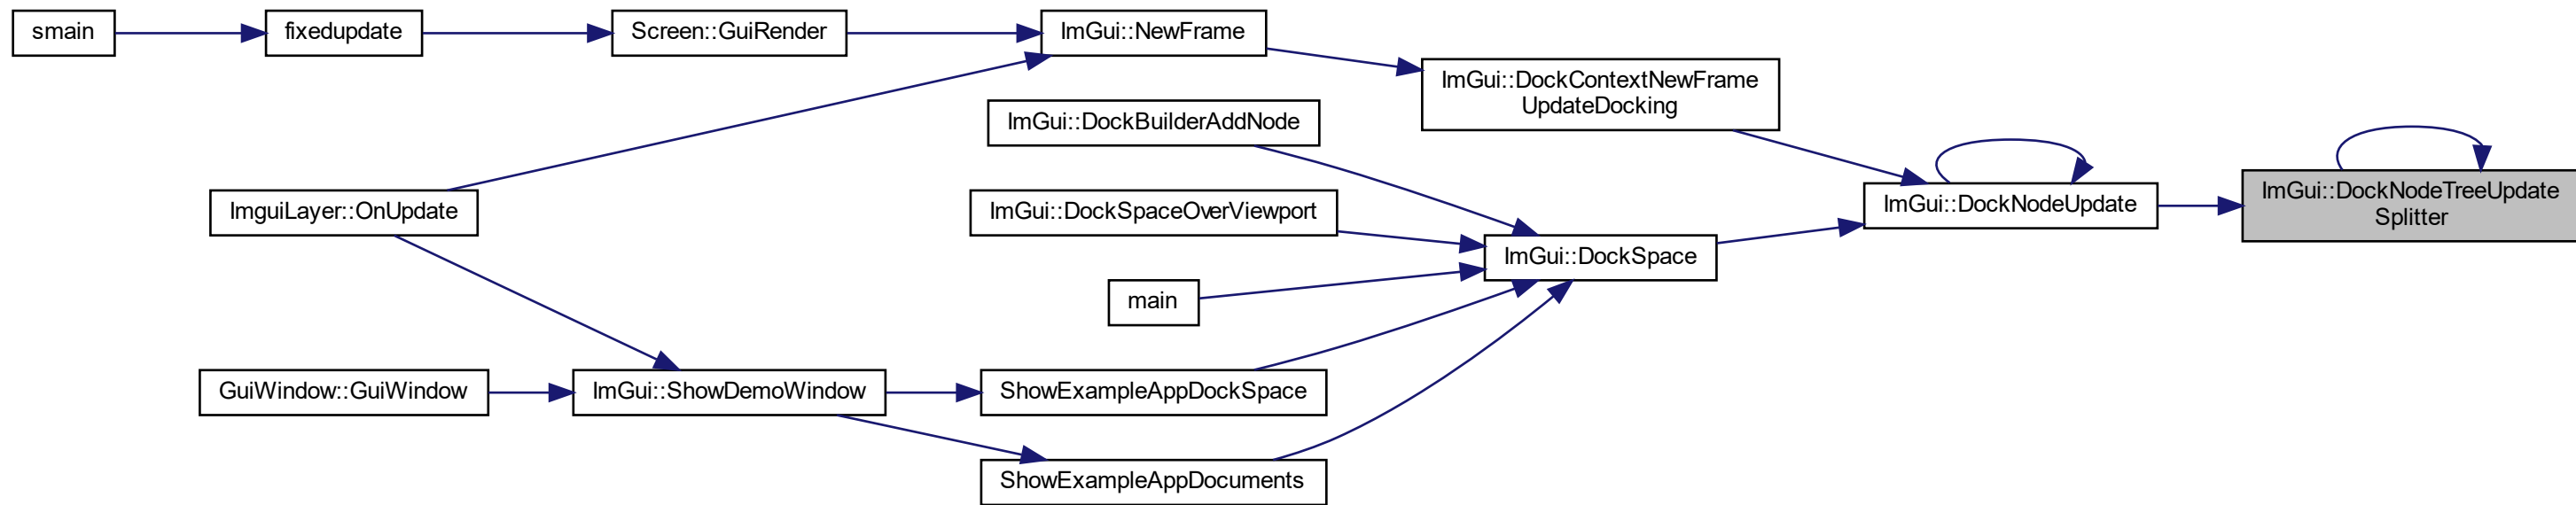 smain
fixedupdate
Screen::GuiRender
ImGui::NewFrame
ImGui::DockContextNewFrame
UpdateDocking
ImGui::DockBuilderAddNode
ImguiLayer::OnUpdate
ImGui::DockSpaceOverViewport
ImGui::DockNodeUpdate
ImGui::DockNodeTreeUpdate
Splitter
ImGui::DockSpace
main
GuiWindow::GuiWindow
ImGui::ShowDemoWindow
ShowExampleAppDockSpace
ShowExampleAppDocuments